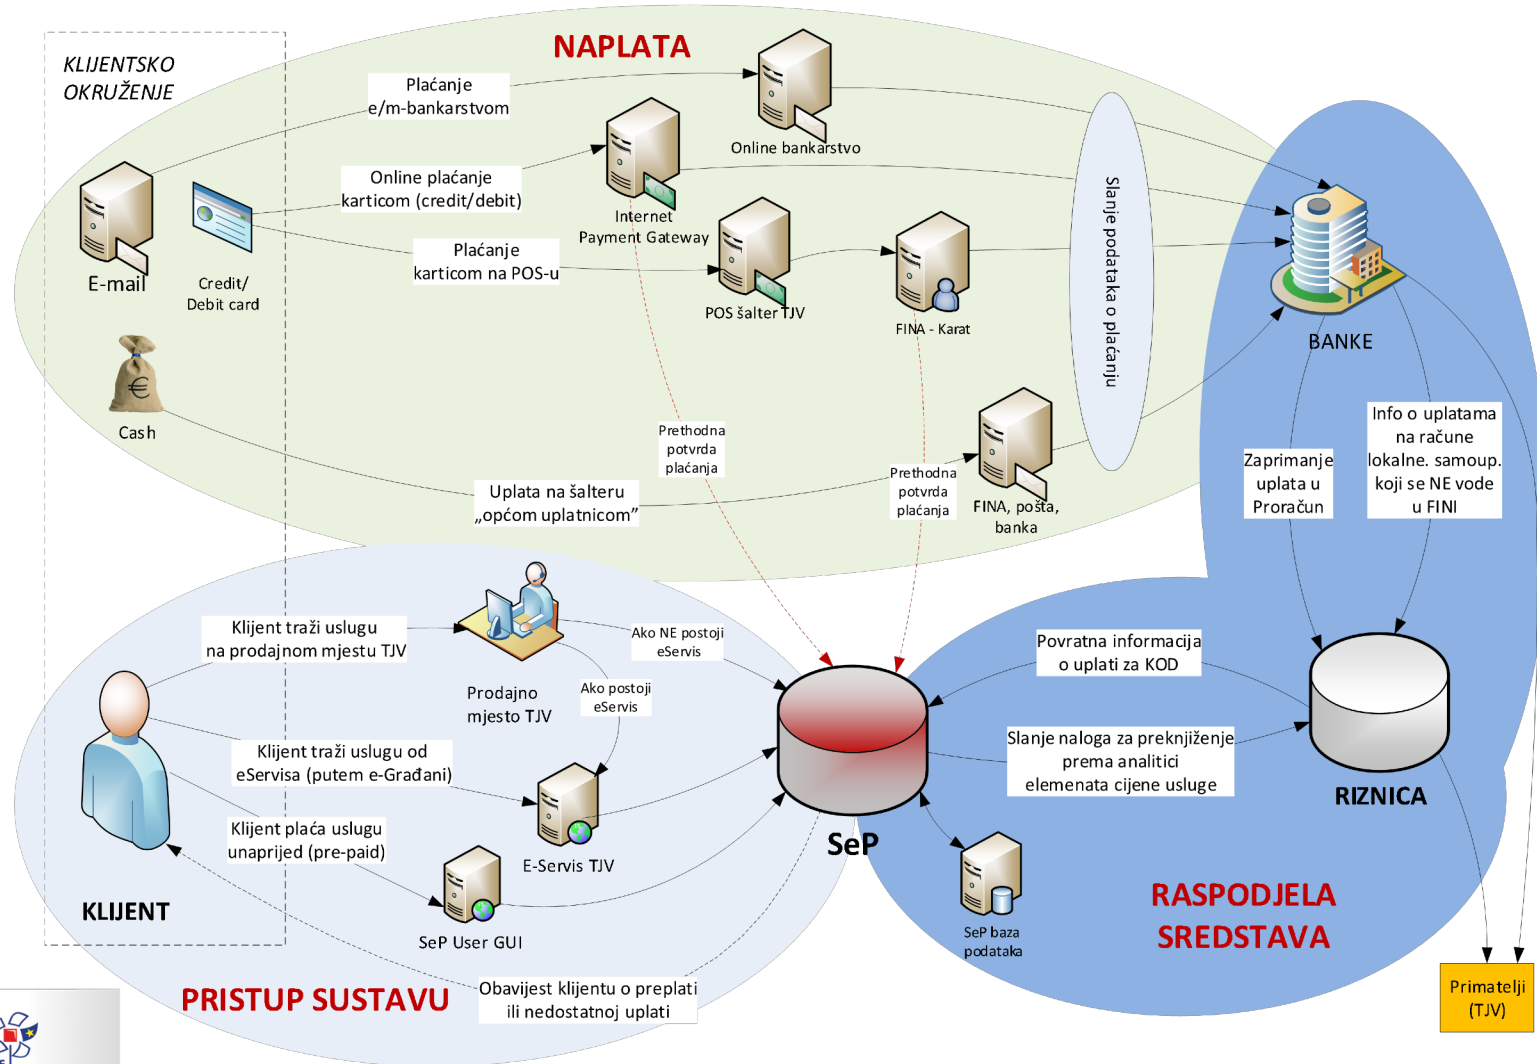 KLIJENTSKO
OKRUŽENJE
NAPLATA
Plaćanje
e/m-bankarstvom
Online bankarstvo
Online plaćanje
karticom (credit/debit)
Internet
Payment Gateway
Plaćanje
karticom na POS-u
POS šalter TJV
FINA - Karat
Slanje podataka o plaćanju
BANKE
E-mail
Credit/
Debit card
Cash
Prethodna
potvrda
plaćanja
Prethodna
potvrda
plaćanja
Uplata na šalteru
„općom uplatnicom”
FINA, pošta,
banka
Zaprimanje
uplata u
Proračun
Info o uplatama
na račune
lokalne. samoup.
koji se NE vode
u FINI
Klijent traži uslugu
na prodajnom mjestu TJV
Prodajno
mjesto TJV
Ako NE postoji
eServis
Ako postoji
eServis
Klijent traži uslugu od
eServisa (putem e-Građani)
Klijent plaća uslugu
unaprijed (pre-paid)
E-Servis TJV
SeP User GUI
KLIJENT
SeP
Povratna informacija
o uplati za KOD
Slanje naloga za preknjiženje
prema analitici
elemenata cijene usluge
RIZNICA
SeP baza
podataka
RASPODJELA
SREDSTAVA
PRISTUP SUSTAVU
Obavijest klijentu o preplati
ili nedostatnoj uplati
Primatelji
(TJV)